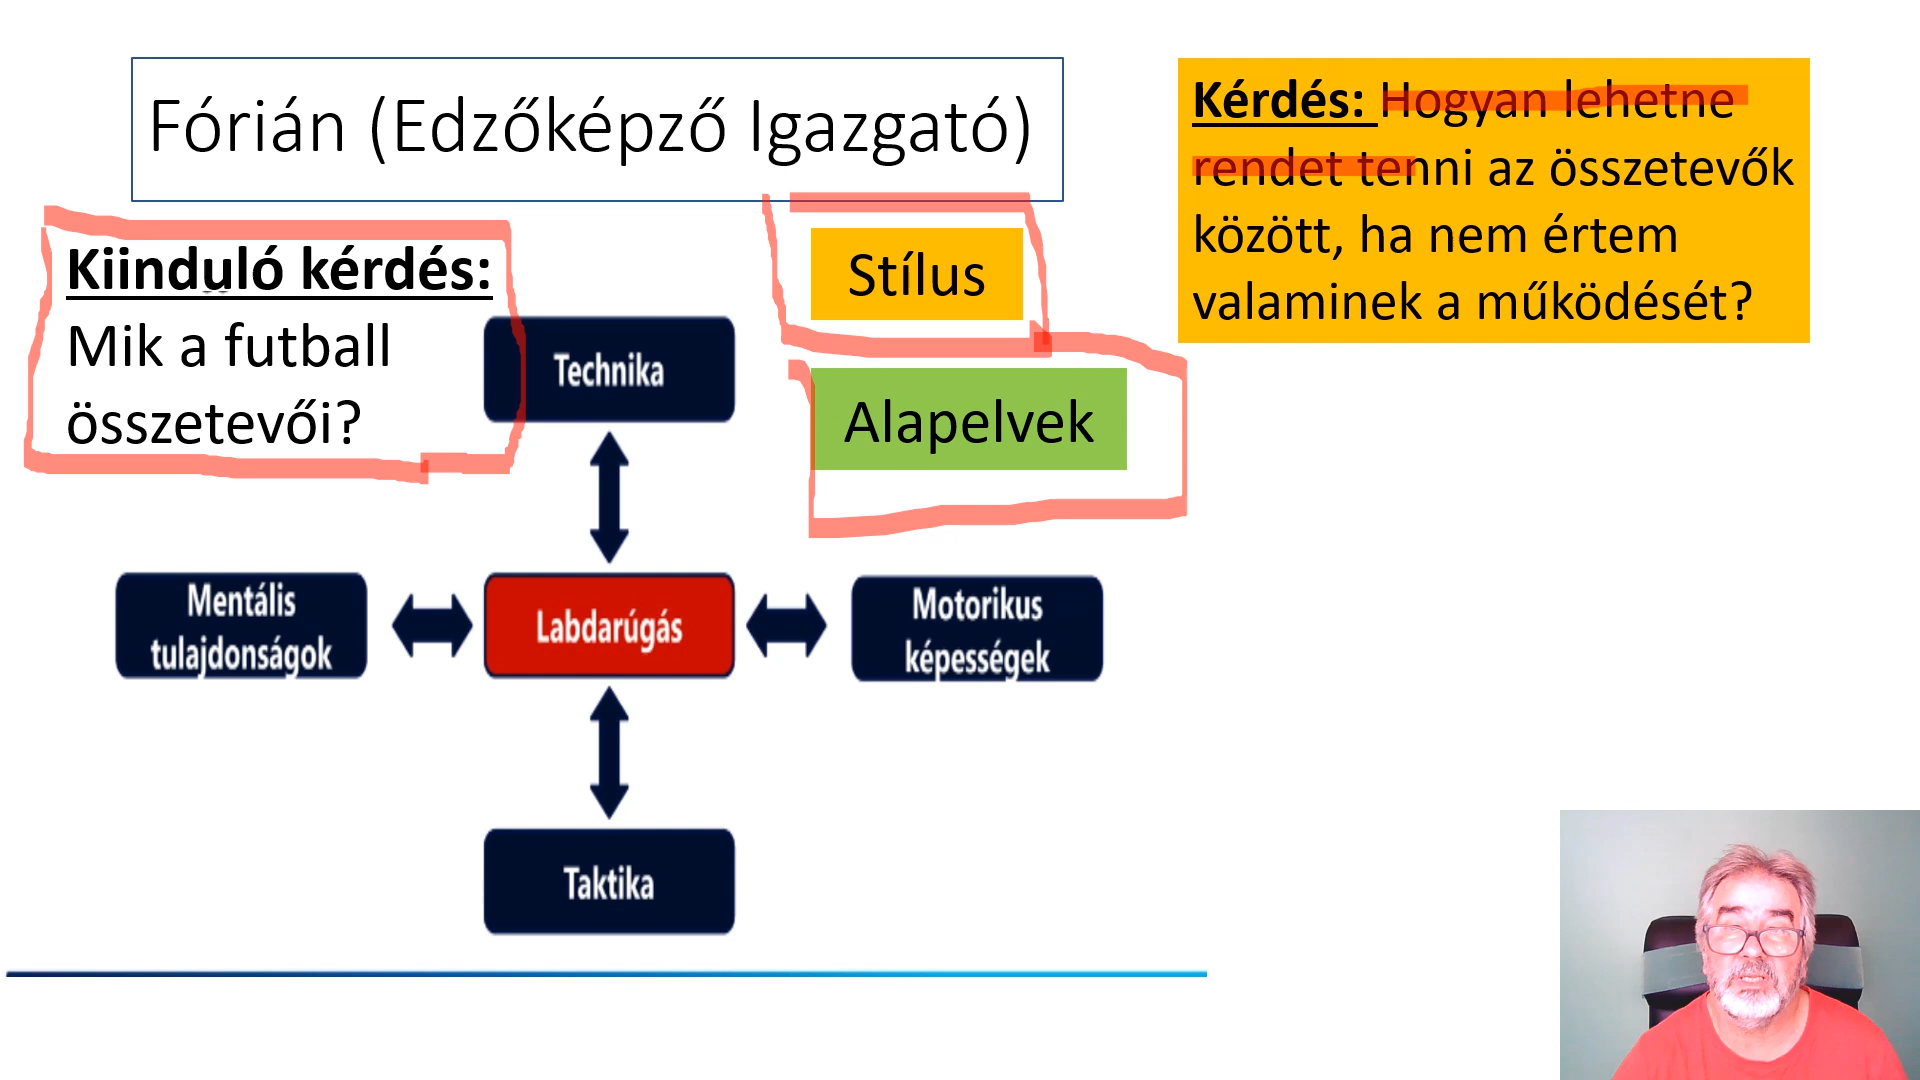 Fórián (Edzőképző Igazgató)
Kérdés: Hogyan lehetne
rendet tenni az összetevők
között, ha nem értem
valaminek a működését?
Kiinduló kérdés:
Mik a futball
összetevői?
Stílus
Alapelvek
Technika
Mentális
tulajdonságok
Labdarúgás
Motorikus
képességek
Taktika